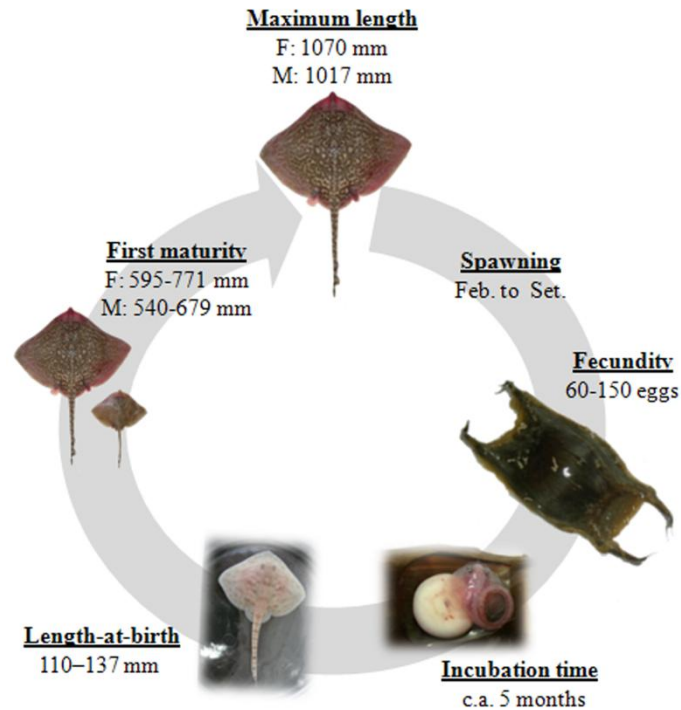 Maximum length
F: 1070 mm
M: 1017 mm
First maturity
F: 595-771 mm
M: 540-679 mm
Spawning
Feb. to Set.
Fecundity
60-150 eggs
Length-at-birth
110–137 mm
Incubation time
c.a. 5 months